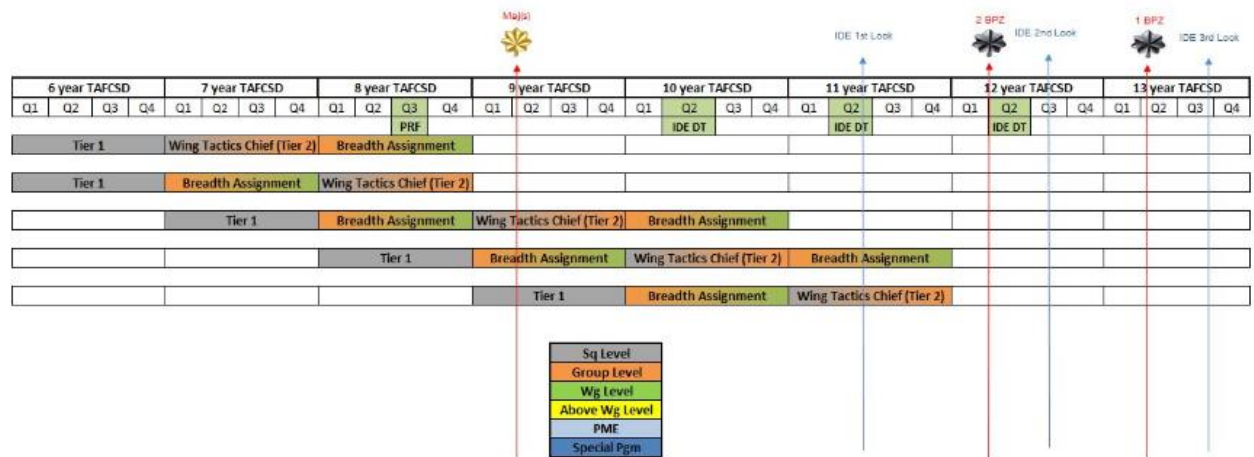 Maj(s)
IDE 1st Look
2 BPZ
IDE 2nd Look
1 BPZ
IDE 3rd Look
6 year TAFCSD 7 year TAFCSD 8 year TAFCSD 9 year TAFCSD 10 year TAFCSD 11 year TAFCSD 12 year TAFCSD 13 year TAFCSD
Q1 Q2 Q3 Q4 Q1 Q2 Q3 Q4 Q1 Q2 Q3 Q4 Q1 Q2 Q3 Q4 Q1 Q2 Q3 Q4 Q1 Q2 Q3 Q4 Q1 Q2 Q3 Q4 Q1 Q2 Q3 Q4
PRF IDE DT IDE DT IDE DT
Tier 1 Wing Tactics Chief (Tier 2) Breadth Assignment
Tier 1 Breadth Assignment Wing Tactics Chief (Tier 2)
Tier 1 Breadth Assignment Wing Tactics Chief (Tier 2) Breadth Assignment
Tier 1 Breadth Assignment Wing Tactics Chief (Tier 2) Breadth Assignment
Tier 1 Breadth Assignment Wing Tactics Chief (Tier 2)
Sq Level
Group Level
Wg Level
Above Wg Level
PME
Special Pgm